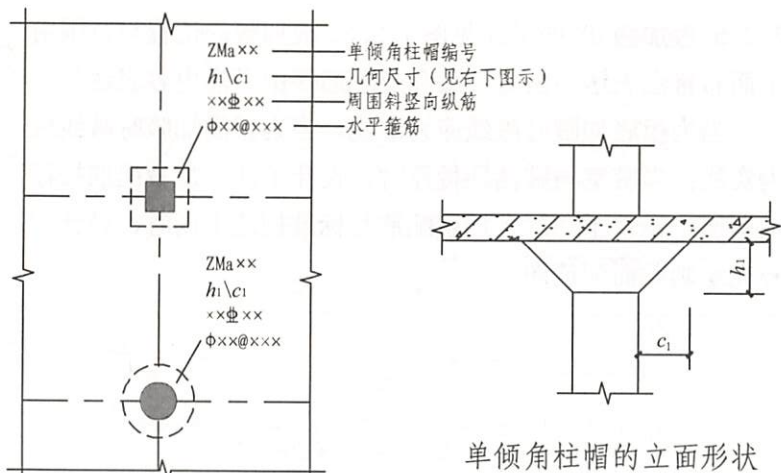 ZMa×× 单倾角柱帽编号
h₁\c₁ 几何尺寸（见右下图示）
××Φ×× 周围斜竖向纵筋
Φ××@××× 水平箍筋
ZMa××
h₁\c₁
××Φ××
Φ××@×××
h₁
c₁
单倾角柱帽的立面形状